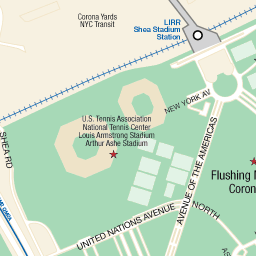 Corona Yards
NYC Transit
LIRR
Shea Stadium
Station
U.S. Tennis Association
National Tennis Center
Louis Armstrong Stadium
Arthur Ashe Stadium
NEW YORK AV
AVENUE OF THE AMERICAS
SHEA RD
Flushing
Coron
UNITED NATIONS AVENUE
NORTH